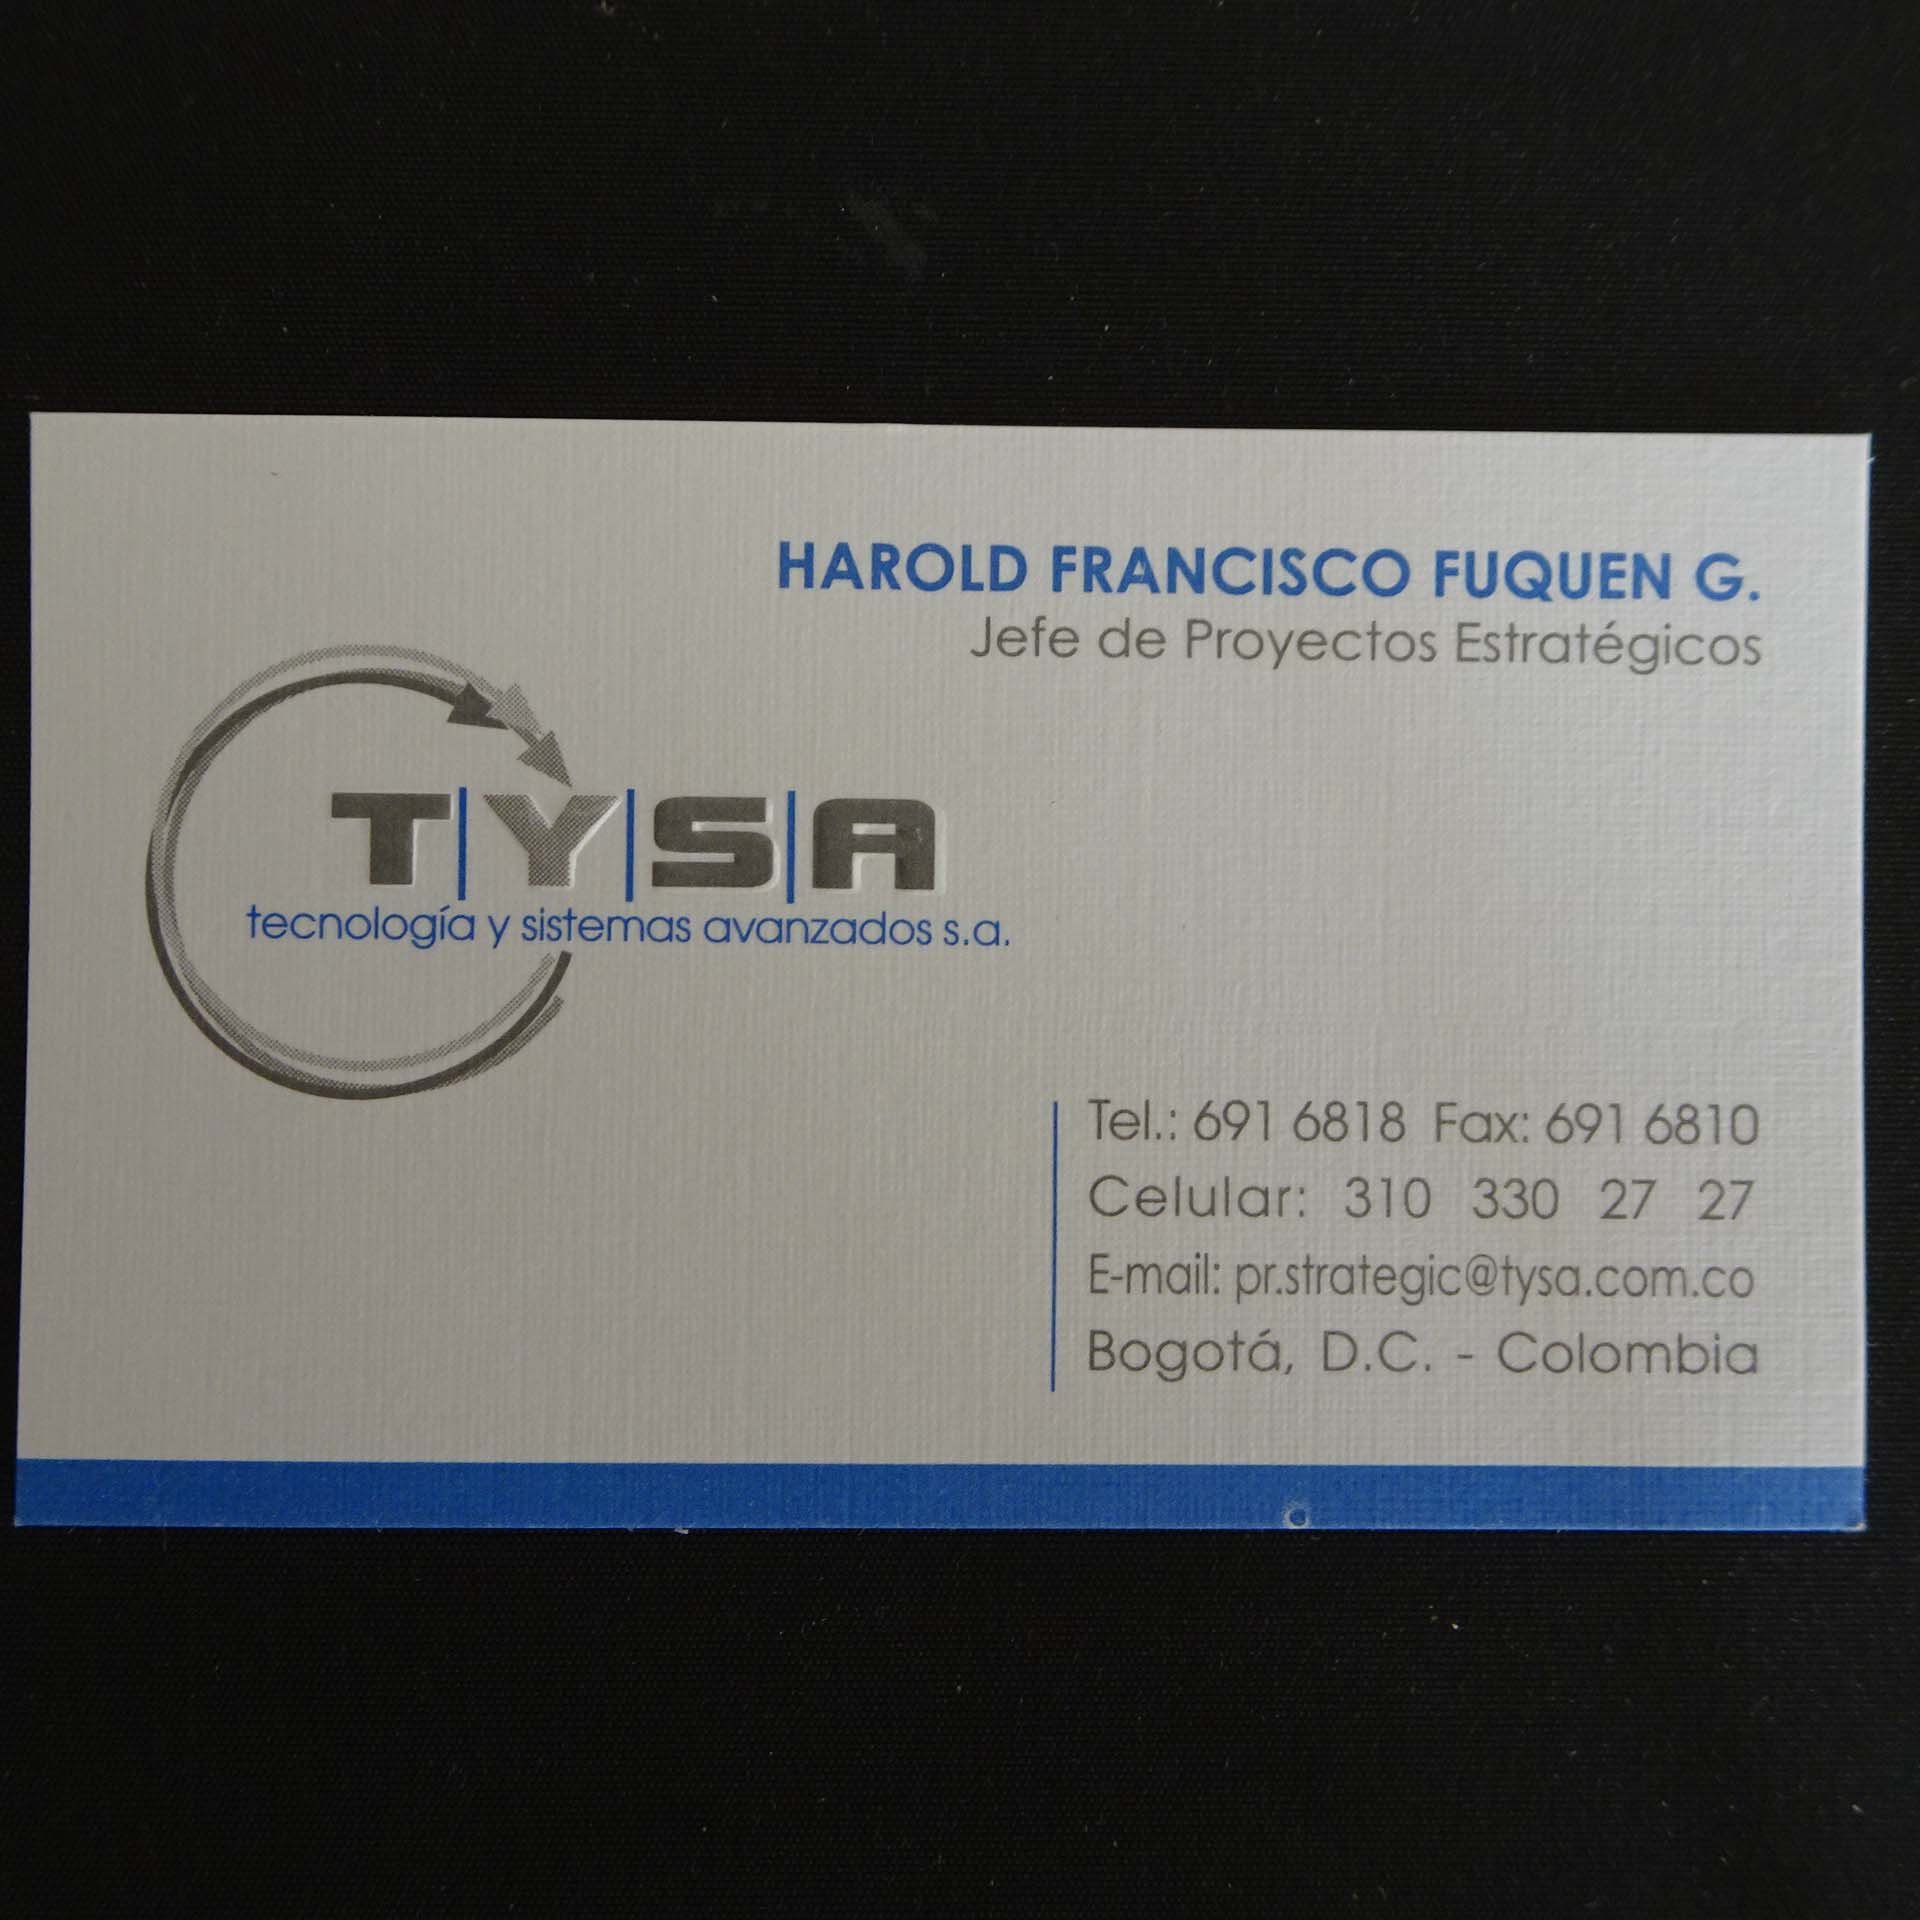 HAROLD FRANCISCO FUQUEN G.
Jefe de Proyectos Estratégicos
T|Y|S|A
tecnología y sistemas avanzados s.a.
Tel.: 691 6818 Fax: 691 6810
Celular: 310 330 27 27
E-mail: pr.strategic@tysa.com.co
Bogotá, D.C. - Colombia